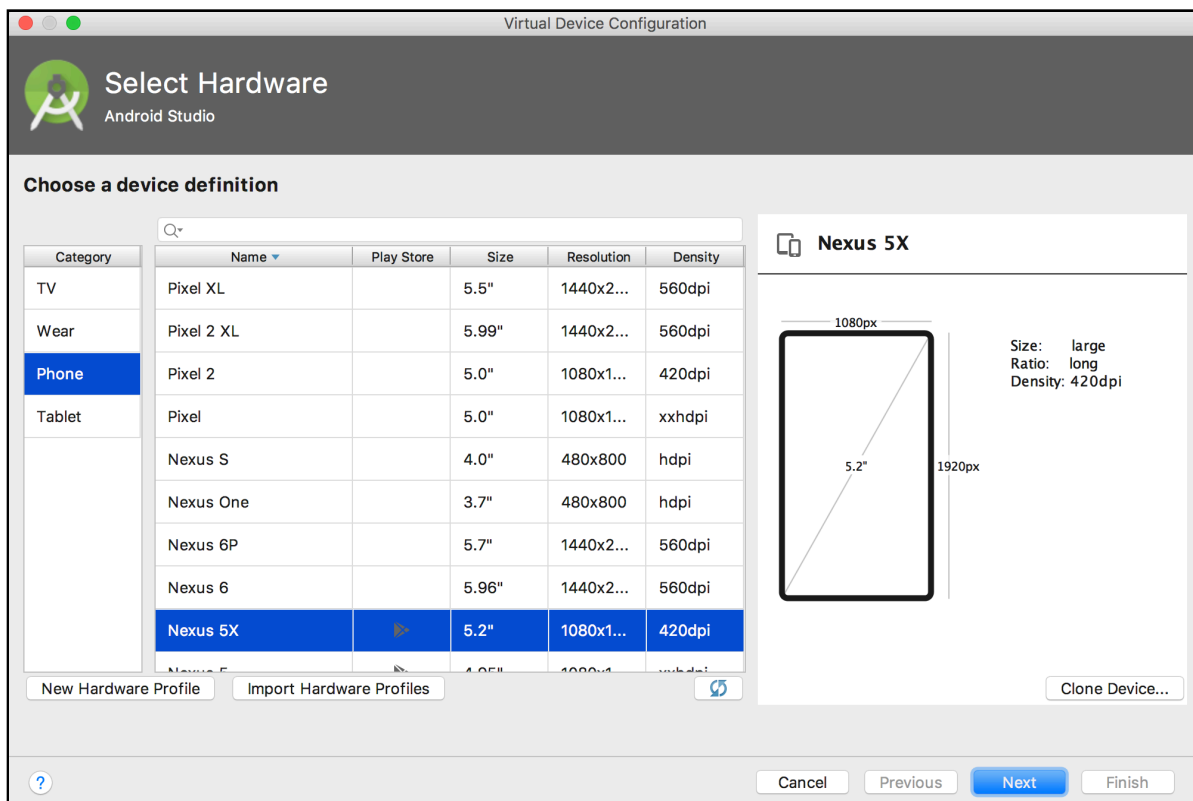 Virtual Device Configuration
Select Hardware
Android Studio
Choose a device definition
Category
TV
Wear
Phone
Tablet
Name Play Store Size Resolution Density
Pixel XL 5.5" 1440x2... 560dpi
Pixel 2 XL 5.99" 1440x2... 560dpi
Pixel 2 5.0" 1080x1... 420dpi
Pixel 5.0" 1080x1... xxhdpi
Nexus S 4.0" 480x800 hdpi
Nexus One 3.7" 480x800 hdpi
Nexus 6P 5.7" 1440x2... 560dpi
Nexus 6 5.96" 1440x2... 560dpi
Nexus 5X 5.2" 1080x1... 420dpi
New Hardware Profile Import Hardware Profiles
Nexus 5X
1080px
5.2"
1920px
Size: large
Ratio: long
Density: 420dpi
Clone Device...
? Cancel Previous Next Finish